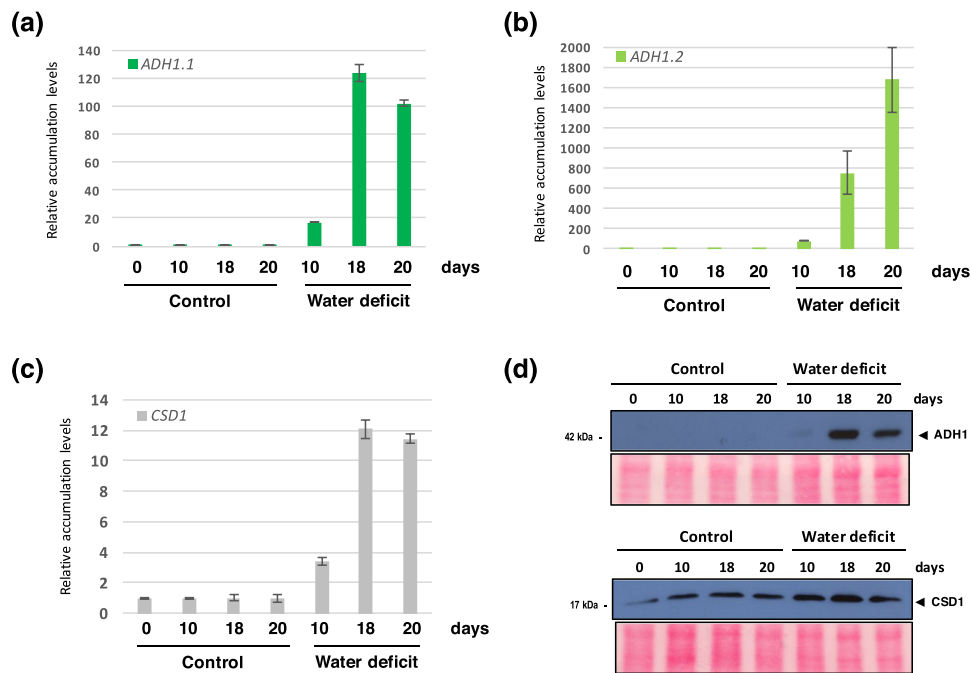 (a)
Relative accumulation levels
ADH1.1
140
120
100
80
60
40
20
0
0 10 18 20 10 18 20 days
Control Water deficit
(b)
Relative accumulation levels
ADH1.2
2000
1800
1600
1400
1200
1000
800
600
400
200
0
0 10 18 20 10 18 20 days
Control Water deficit
(c)
Relative accumulation levels
CSD1
14
12
10
8
6
4
2
0
0 10 18 20 10 18 20 days
Control Water deficit
(d)
Control Water deficit
0 10 18 20 10 18 20 days
42 kDa - ◄ ADH1
Control Water deficit
0 10 18 20 10 18 20 days
17 kDa - ◄ CSD1